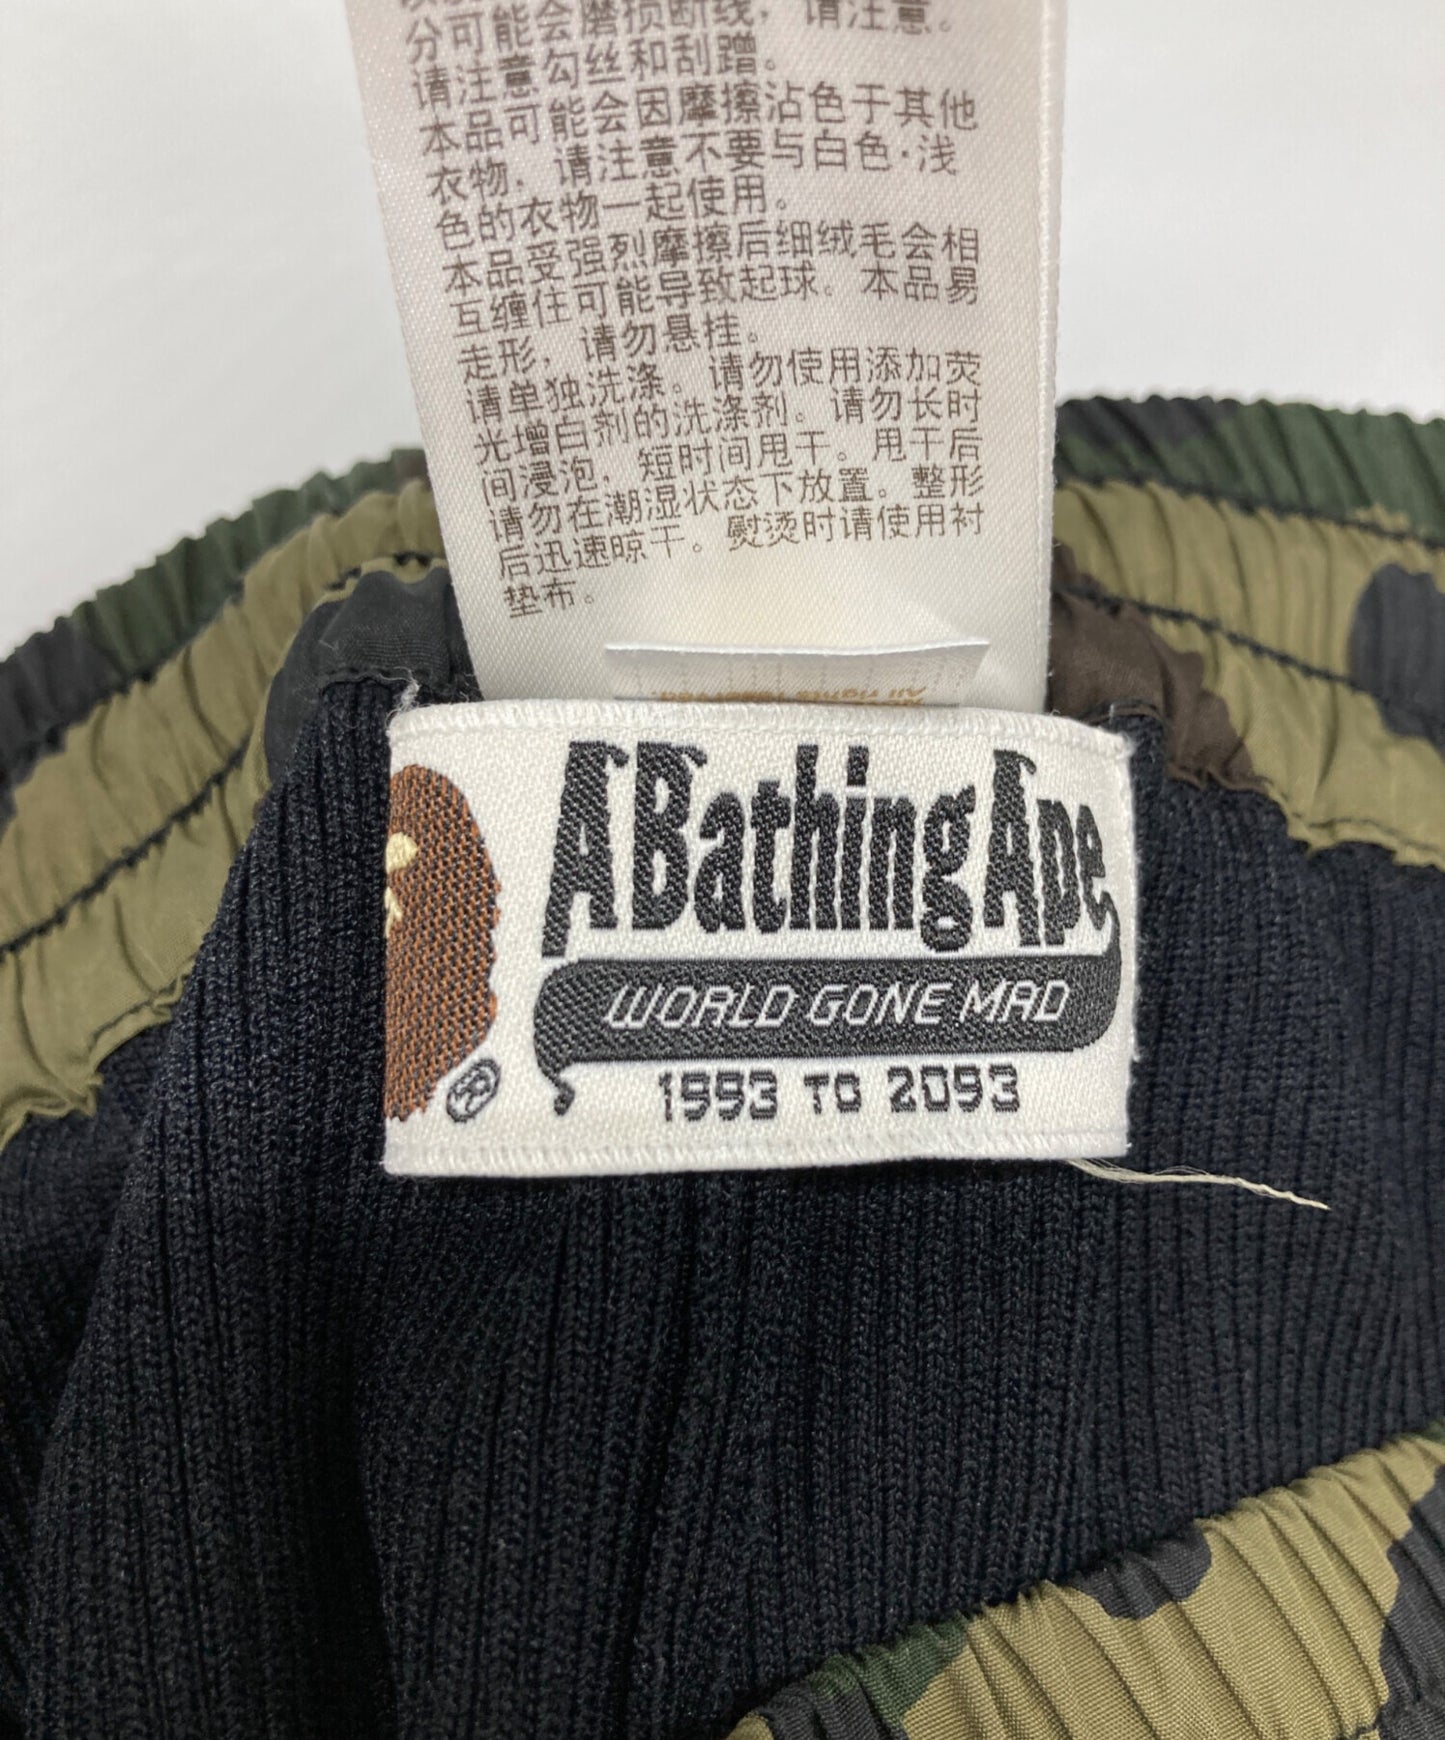 分可能会磨损断线，请注意。
请注意勾丝和刮蹭。
本品可能会因摩擦沾色于其他
衣物，请注意不要与白色·浅
色的衣物一起使用。
本品受强烈摩擦后细绒毛会相
互缠住可能导致起球。本品易
走形，请勿悬挂。
请单独洗涤。请勿使用添加荧
光增白剂的洗涤剂。请勿长时
间浸泡，短时间甩干。甩干后
请勿在潮湿状态下放置。整形
后迅速晾干。熨烫时请使用衬
垫布。
All rights reserved.
A Bathing Ape
WORLD GONE MAD
®
1993 TO 2093